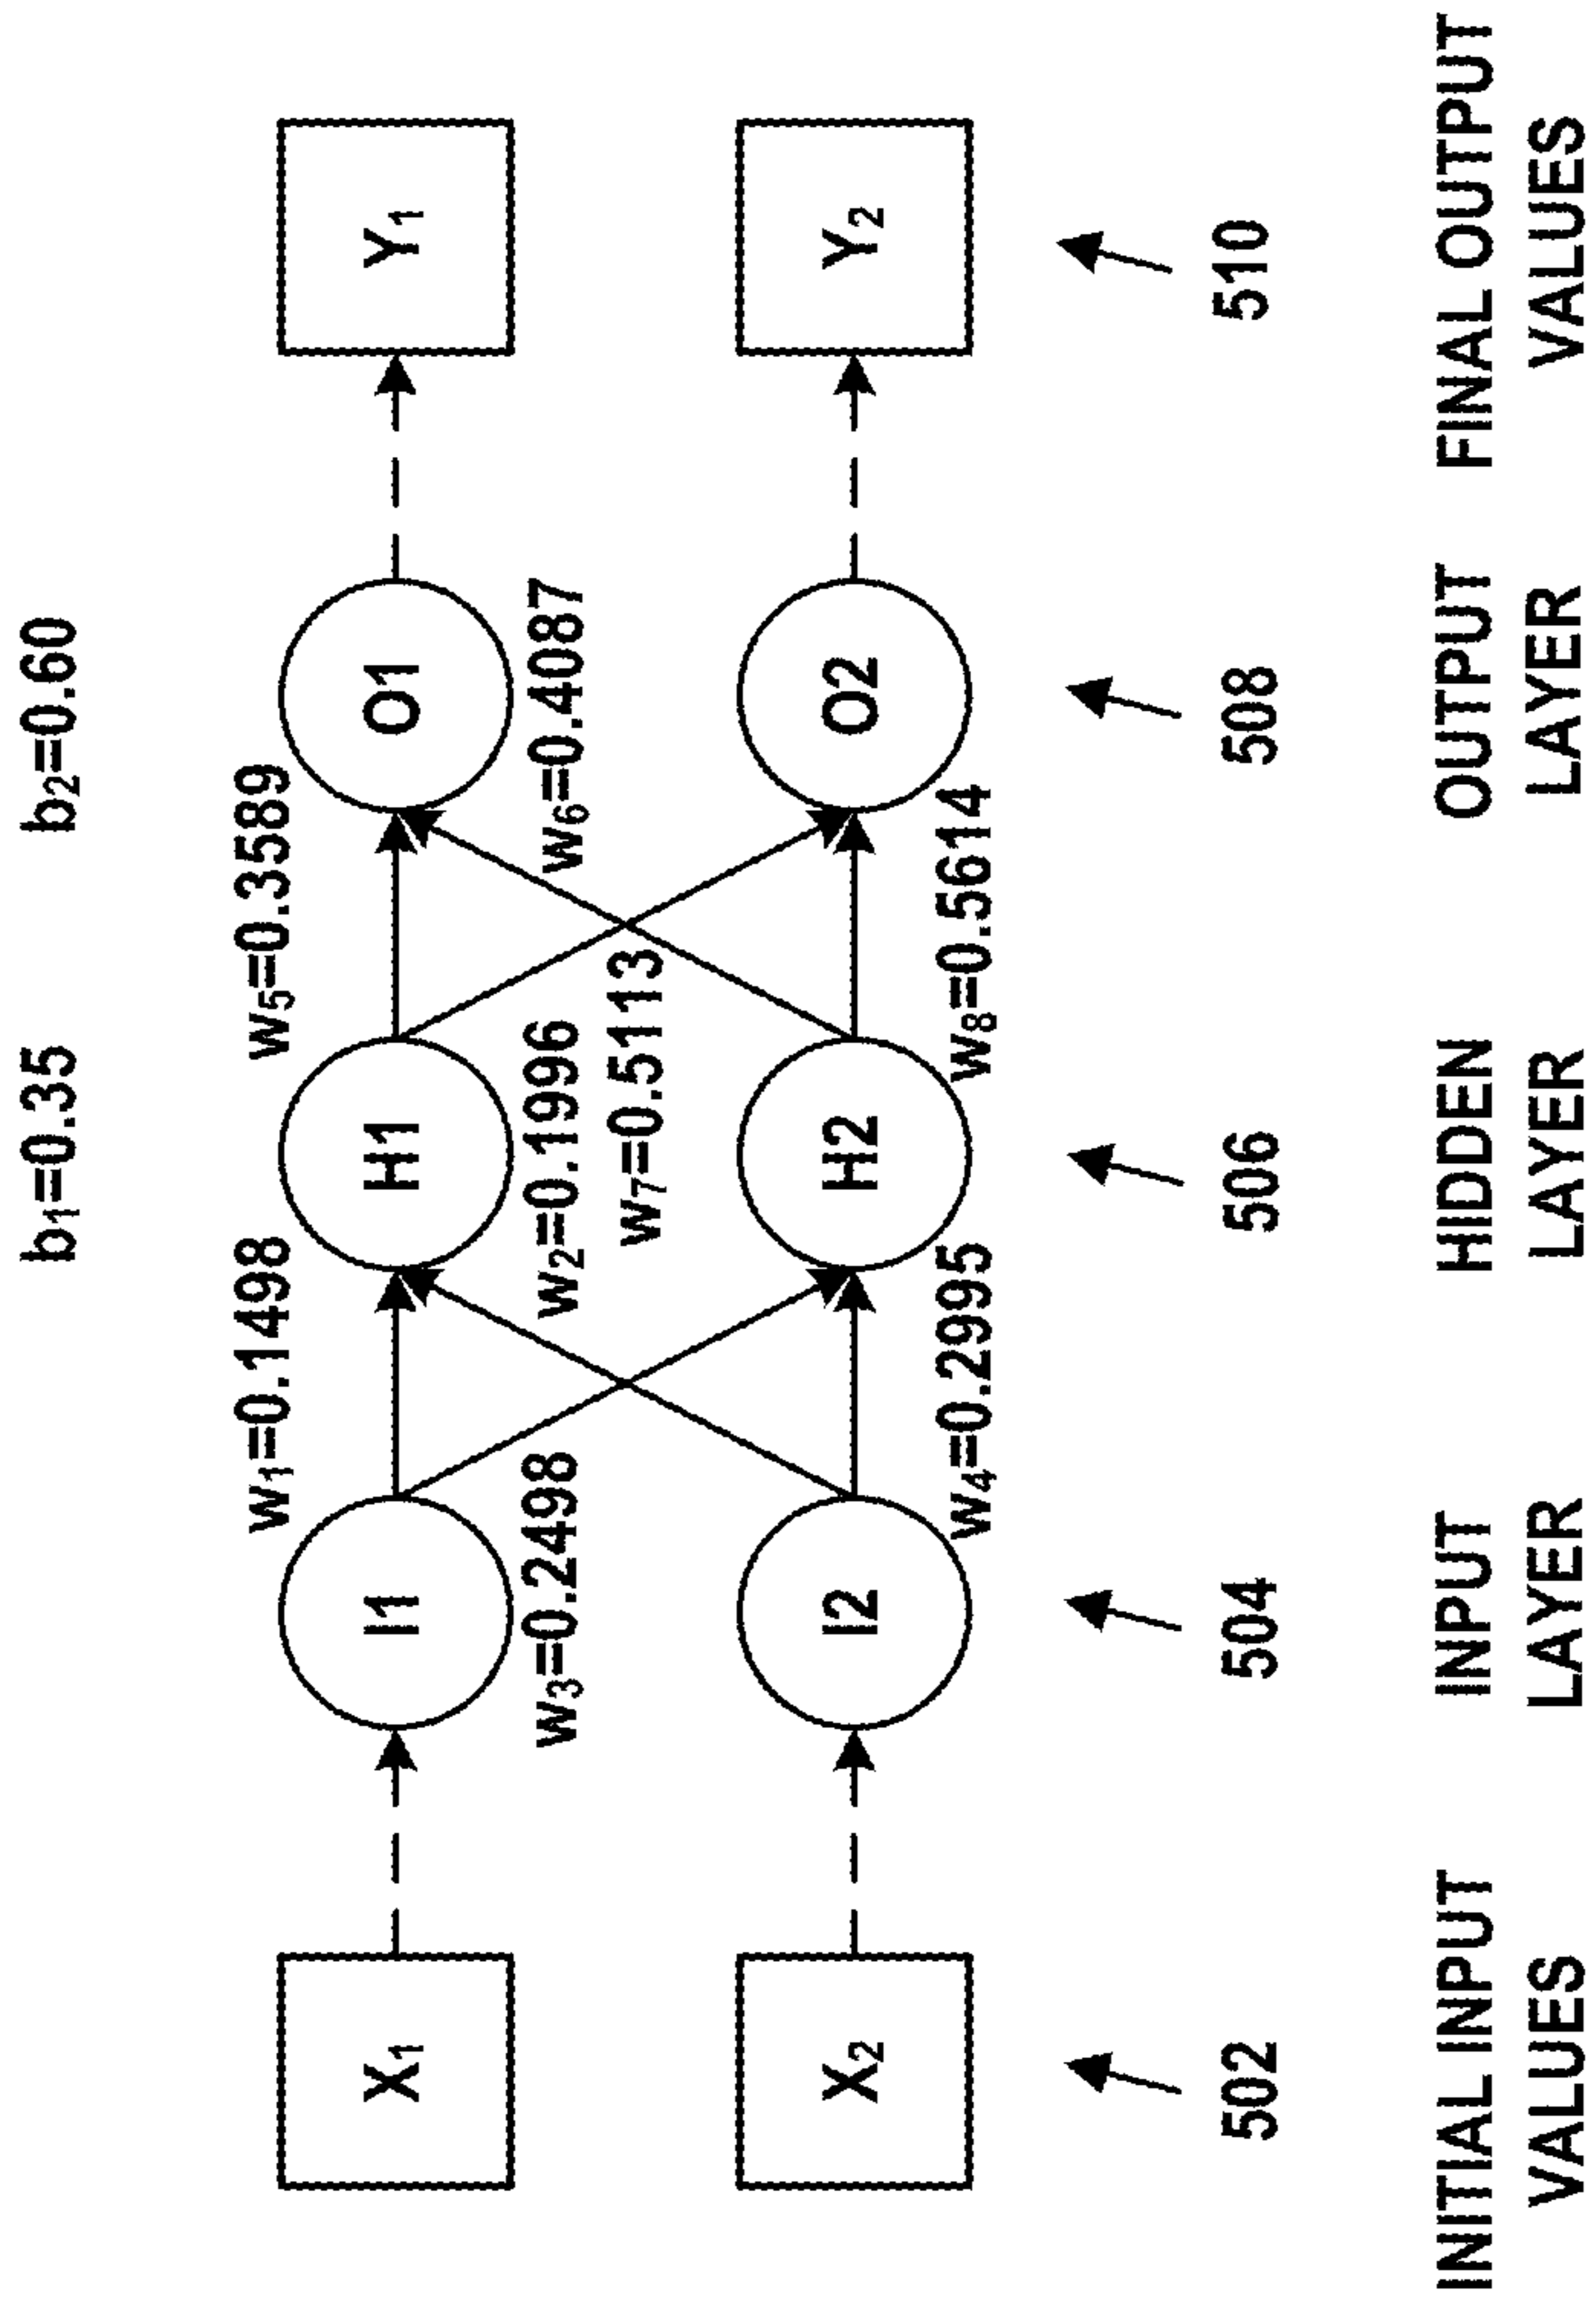 b₁=0.35
b₂=0.60
w₁=0.1498
w₅=0.3589
X₁
I1
H1
O1
Y₁
w₃=0.2498
w₂=0.1996
w₆=0.4087
w₇=0.5113
X₂
I2
H2
O2
Y₂
w₄=0.2995
w₈=0.5614
502
504
506
508
510
INITIAL INPUT
VALUES
INPUT
LAYER
HIDDEN
LAYER
OUTPUT
LAYER
FINAL OUTPUT
VALUES